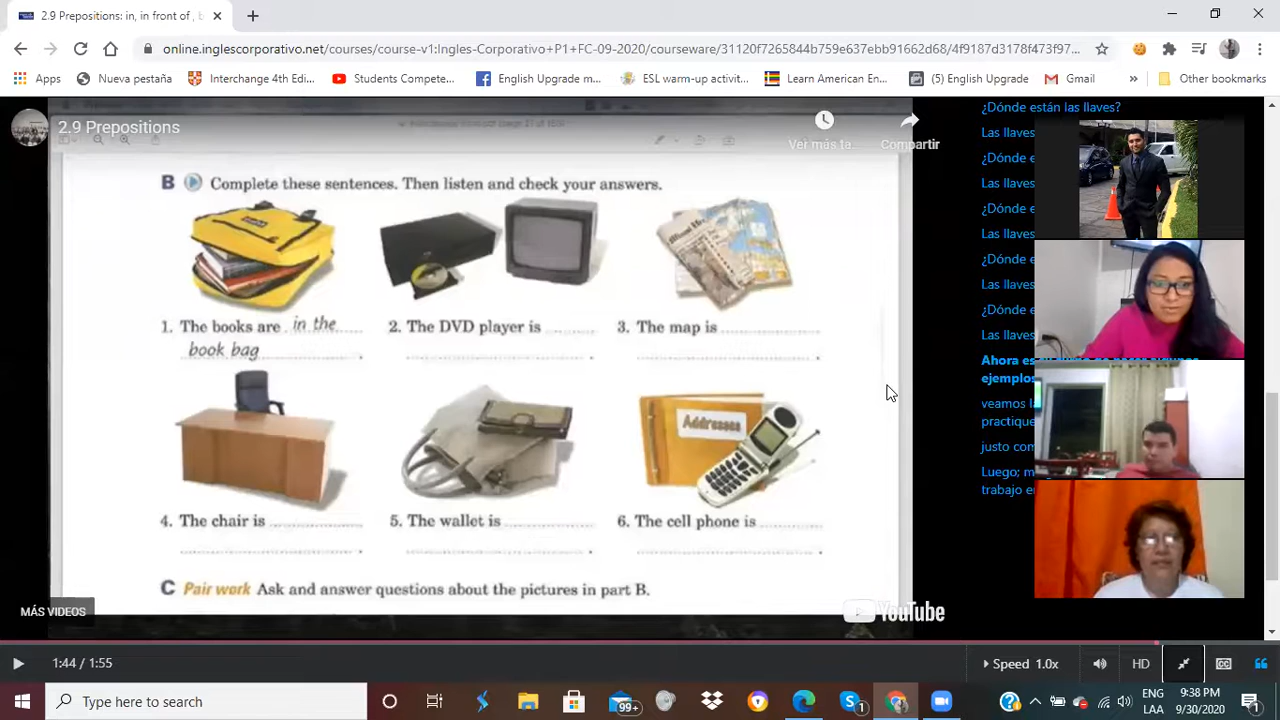 2.9 Prepositions: in, in front of , b
online.inglescorporativo.net/courses/course-v1:Ingles-Corporativo+P1+FC-09-2020/courseware/31120f7265844b759e637ebb91662d68/4f9187d3178f473f97...
Apps Nueva pestaña Interchange 4th Edi... Students Compete... English Upgrade m... ESL warm-up activit... Learn American En... (5) English Upgrade Gmail » Other bookmarks
2.9 Prepositions
Ver más ta. Compartir
B Complete these sentences. Then listen and check your answers.
1. The books are in the
book bag.
2. The DVD player is
3. The map is
Addresses
4. The chair is
5. The wallet is
6. The cell phone is
C Pair work Ask and answer questions about the pictures in part B.
MÁS VIDEOS
YouTube
¿Dónde están las llaves?
Las llaves
¿Dónde e
Las llaves
¿Dónde e
Las llaves
¿Dónde e
Las llaves
¿Dónde e
Las llaves
ejemplos
veamos la
practique
justo com
Luego; m
trabajo en
1:44 / 1:55
Speed 1.0x HD
Type here to search
99+
1
ENG 9:38 PM
LAA 9/30/2020
1